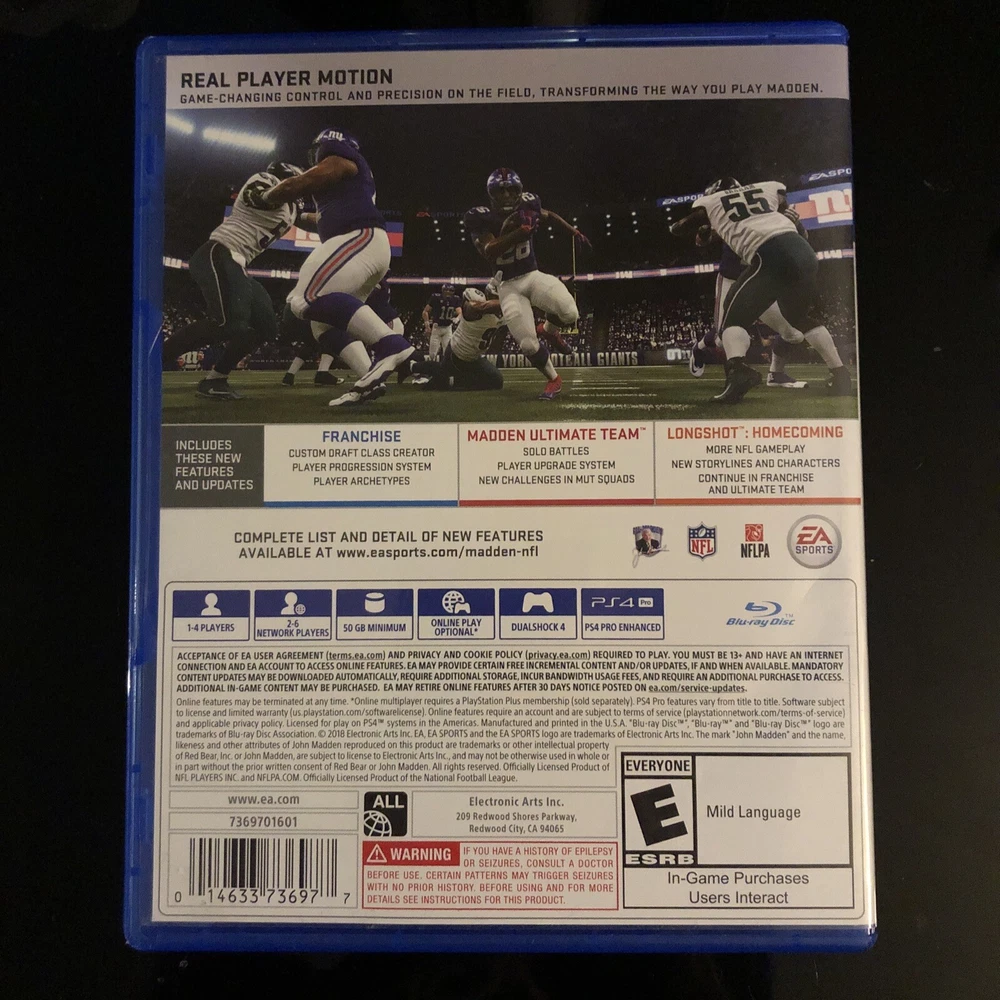 REAL PLAYER MOTION
GAME-CHANGING CONTROL AND PRECISION ON THE FIELD, TRANSFORMING THE WAY YOU PLAY MADDEN.
EA SPORTS
55
26
10
NEW YORK FOOTBALL GIANTS
INCLUDES
THESE NEW
FEATURES
AND UPDATES
FRANCHISE
CUSTOM DRAFT CLASS CREATOR
PLAYER PROGRESSION SYSTEM
PLAYER ARCHETYPES
MADDEN ULTIMATE TEAM™
SOLO BATTLES
PLAYER UPGRADE SYSTEM
NEW CHALLENGES IN MUT SQUADS
LONGSHOT™: HOMECOMING
MORE NFL GAMEPLAY
NEW STORYLINES AND CHARACTERS
CONTINUE IN FRANCHISE
AND ULTIMATE TEAM
COMPLETE LIST AND DETAIL OF NEW FEATURES
AVAILABLE AT www.easports.com/madden-nfl
NFL
NFLPA
EA
SPORTS
1-4 PLAYERS
2-6
NETWORK PLAYERS
50 GB MINIMUM
ONLINE PLAY
OPTIONAL*
DUALSHOCK 4
PS4 Pro
PS4 PRO ENHANCED
Blu-ray Disc™
ACCEPTANCE OF EA USER AGREEMENT (terms.ea.com) AND PRIVACY AND COOKIE POLICY (privacy.ea.com) REQUIRED TO PLAY. YOU MUST BE 13+ AND HAVE AN INTERNET
CONNECTION AND EA ACCOUNT TO ACCESS ONLINE FEATURES. EA MAY PROVIDE CERTAIN FREE INCREMENTAL CONTENT AND/OR UPDATES, IF AND WHEN AVAILABLE. MANDATORY
CONTENT UPDATES MAY BE DOWNLOADED AUTOMATICALLY, REQUIRE ADDITIONAL STORAGE, INCUR BANDWIDTH USAGE FEES, AND REQUIRE AN ADDITIONAL PURCHASE TO ACCESS.
ADDITIONAL IN-GAME CONTENT MAY BE PURCHASED. EA MAY RETIRE ONLINE FEATURES AFTER 30 DAYS NOTICE POSTED ON ea.com/service-updates.
Online features may be terminated at any time. *Online multiplayer requires a PlayStation Plus membership (sold separately). PS4 Pro features vary from title to title. Software subject
to license and limited warranty (us.playstation.com/softwarelicense). Online features require an account and are subject to terms of service (playstationnetwork.com/terms-of-service)
and applicable privacy policy. Licensed for play on PS4™ systems in the Americas. Manufactured and printed in the U.S.A. "Blu-ray Disc™", "Blu-ray™" and "Blu-ray Disc™" logo are
trademarks of Blu-ray Disc Association. © 2018 Electronic Arts Inc. EA, EA SPORTS and the EA SPORTS logo are trademarks of Electronic Arts Inc. The mark "John Madden" and the name,
likeness and other attributes of John Madden reproduced on this product are trademarks or other intellectual property
of Red Bear, Inc. or John Madden, are subject to license to Electronic Arts Inc., and may not be otherwise used in whole or
in part without the prior written consent of Red Bear or John Madden. All rights reserved. Officially Licensed Product of
NFL PLAYERS INC. and NFLPA.COM. Officially Licensed Product of the National Football League.
www.ea.com
7369701601
ALL
Electronic Arts Inc.
209 Redwood Shores Parkway,
Redwood City, CA 94065
0 14633 73697 7
WARNING IF YOU HAVE A HISTORY OF EPILEPSY
OR SEIZURES, CONSULT A DOCTOR
BEFORE USE. CERTAIN PATTERNS MAY TRIGGER SEIZURES
WITH NO PRIOR HISTORY. BEFORE USING AND FOR MORE
DETAILS SEE INSTRUCTIONS FOR THIS PRODUCT.
EVERYONE
E
ESRB
Mild Language
In-Game Purchases
Users Interact